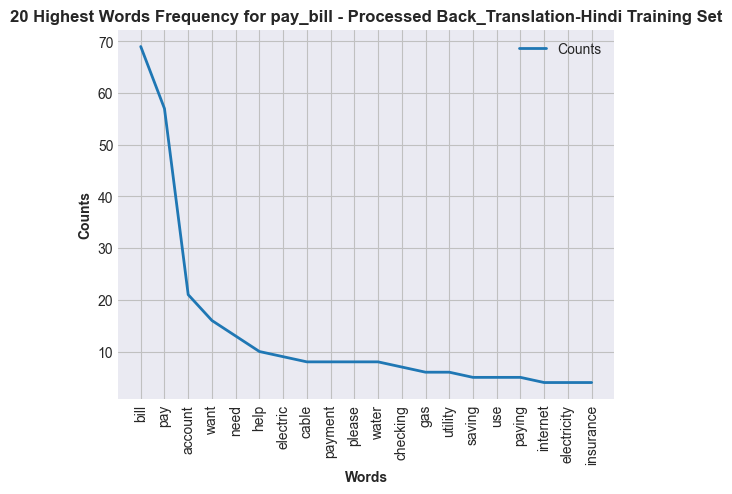 20 Highest Words Frequency for pay_bill - Processed Back_Translation-Hindi Training Set
Counts
70
60
50
40
30
20
10
Counts
bill
pay
account
want
need
help
electric
cable
payment
please
water
checking
gas
utility
saving
use
paying
internet
electricity
insurance
Words